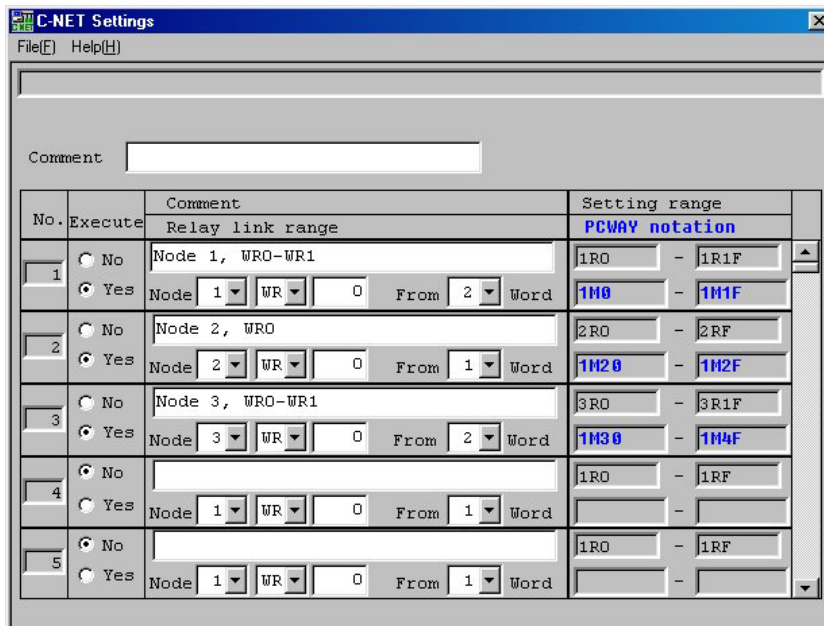 C-NET Settings
File(F) Help(H)
Comment
No. Execute Comment Setting range
Relay link range PCWAY notation
1 No Node 1, WR0-WR1 1R0 - 1R1F
Yes Node 1 WR 0 From 2 Word 1M0 - 1M1F
2 No Node 2, WR0 2R0 - 2RF
Yes Node 2 WR 0 From 1 Word 1M20 - 1M2F
3 No Node 3, WR0-WR1 3R0 - 3R1F
Yes Node 3 WR 0 From 2 Word 1M30 - 1M4F
4 No 1R0 - 1RF
Yes Node 1 WR 0 From 1 Word -
5 No 1R0 - 1RF
Yes Node 1 WR 0 From 1 Word -